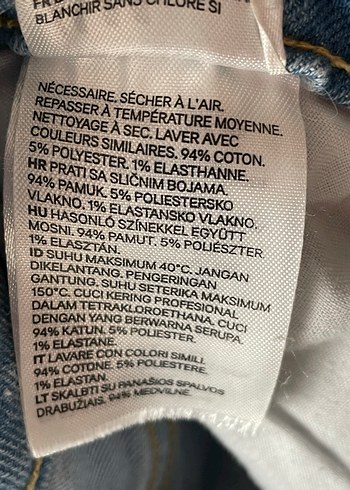 BLANCHIR SANS CHLORE SI
NÉCESSAIRE. SÉCHER À L'AIR.
REPASSER À TEMPÉRATURE MOYENNE.
NETTOYAGE À SEC. LAVER AVEC
COULEURS SIMILAIRES. 94% COTON.
5% POLYESTER. 1% ELASTHANNE.
HR PRATI SA SLIČNIM BOJAMA.
94% PAMUK. 5% POLIESTERSKO
VLAKNO. 1% ELASTANSKO VLAKNO.
HU HASONLÓ SZÍNEKKEL EGYÜTT
MOSNI. 94% PAMUT. 5% POLIÉSZTER
1% ELASZTÁN.
ID SUHU MAKSIMUM 40°C. JANGAN
DIKELANTANG. PENGERINGAN
GANTUNG. SUHU SETERIKA MAKSIMUM
150°C. CUCI KERING PROFESIONAL
DALAM TETRAKLOROETHANA. CUCI
DENGAN YANG BERWARNA SERUPA.
94% KATUN. 5% POLIESTER.
1% ELASTANE.
IT LAVARE CON COLORI SIMILI.
94% COTONE. 5% POLIESTERE.
1% ELASTAN.
LT SKALBTI SU PANAŠIOS SPALVOS
DRABUŽIAIS. 94% MEDVILNĖ.